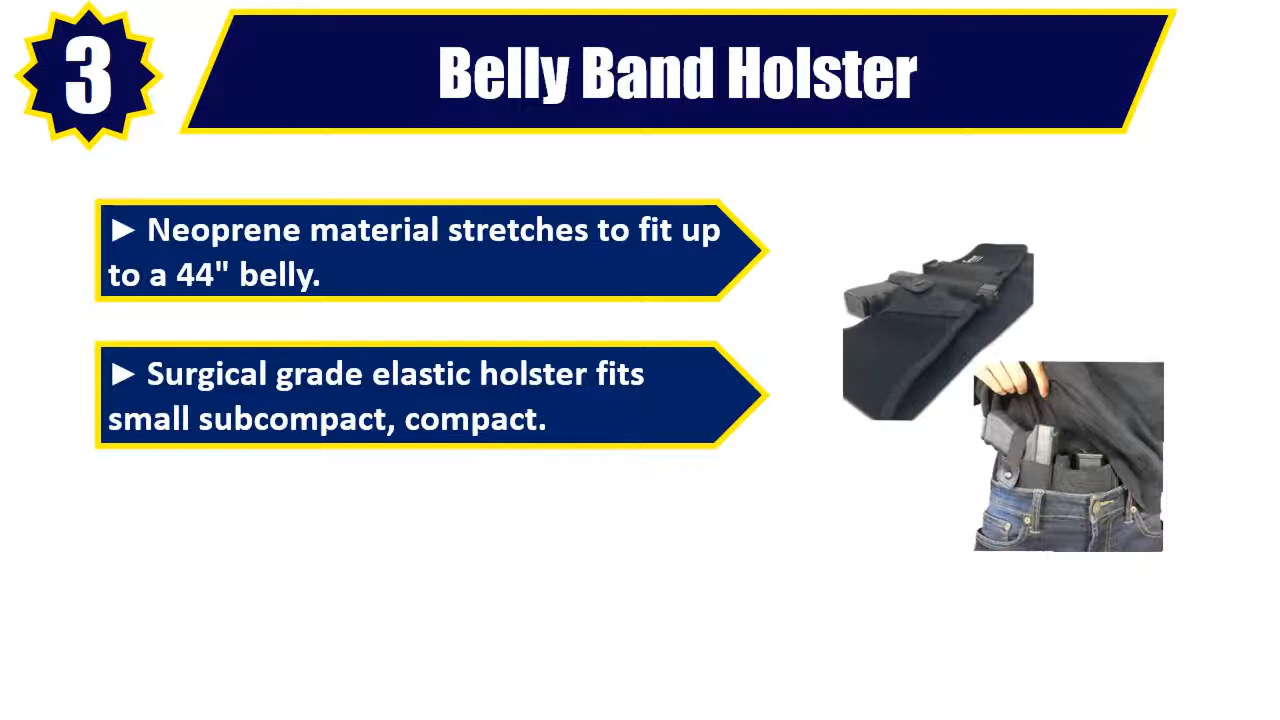 3
Belly Band Holster
► Neoprene material stretches to fit up
to a 44" belly.
► Surgical grade elastic holster fits
small subcompact, compact.